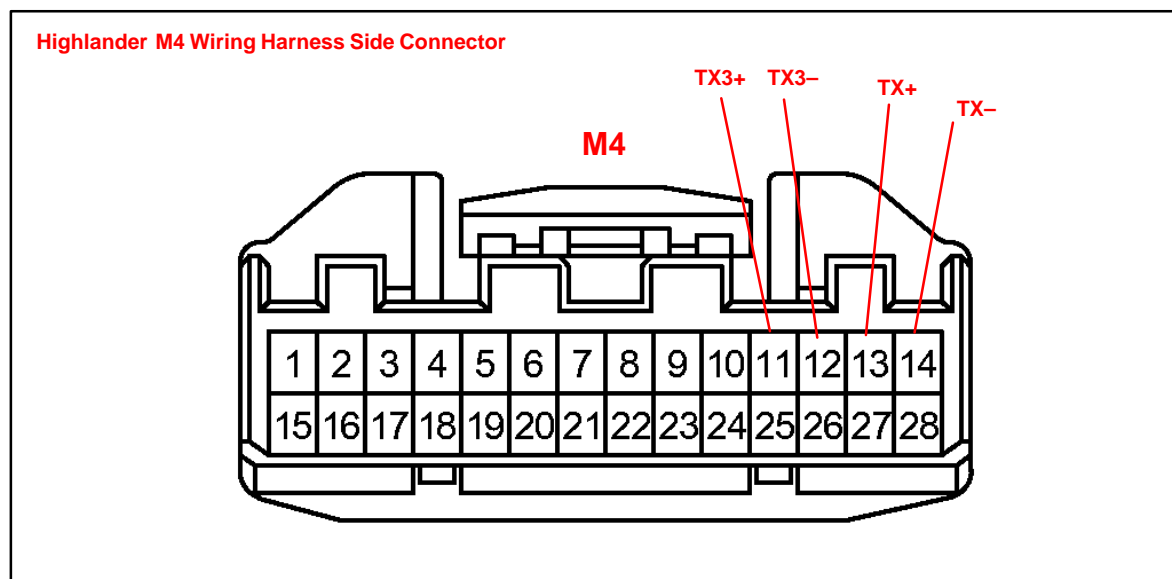 Highlander M4 Wiring Harness Side Connector
TX3+ TX3– TX+ TX–
M4
1 2 3 4 5 6 7 8 9 10 11 12 13 14
15 16 17 18 19 20 21 22 23 24 25 26 27 28